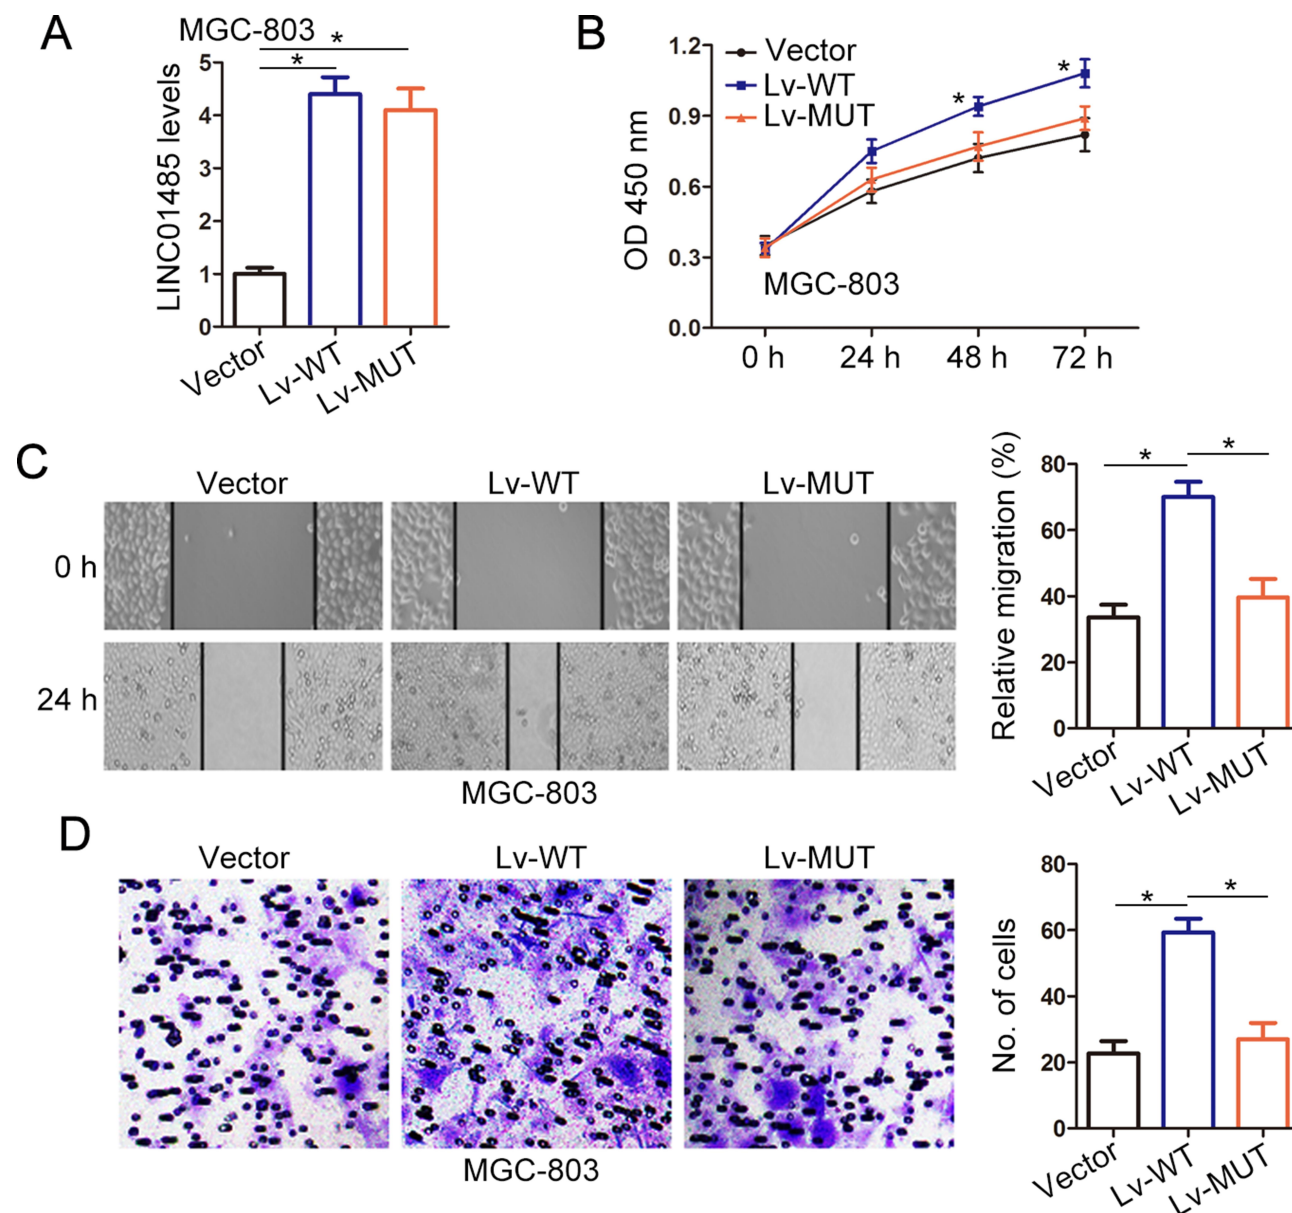 A
MGC-803
*
*
LINC01485 levels
5
4
3
2
1
0
Vector
Lv-WT
Lv-MUT
B
OD 450 nm
1.2
0.9
0.6
0.3
0.0
Vector
Lv-WT
Lv-MUT
*
*
MGC-803
0 h
24 h
48 h
72 h
C
Vector
Lv-WT
Lv-MUT
0 h
24 h
MGC-803
Relative migration (%)
80
60
40
20
0
*
*
Vector
Lv-WT
Lv-MUT
D
Vector
Lv-WT
Lv-MUT
MGC-803
No. of cells
80
60
40
20
0
*
*
Vector
Lv-WT
Lv-MUT